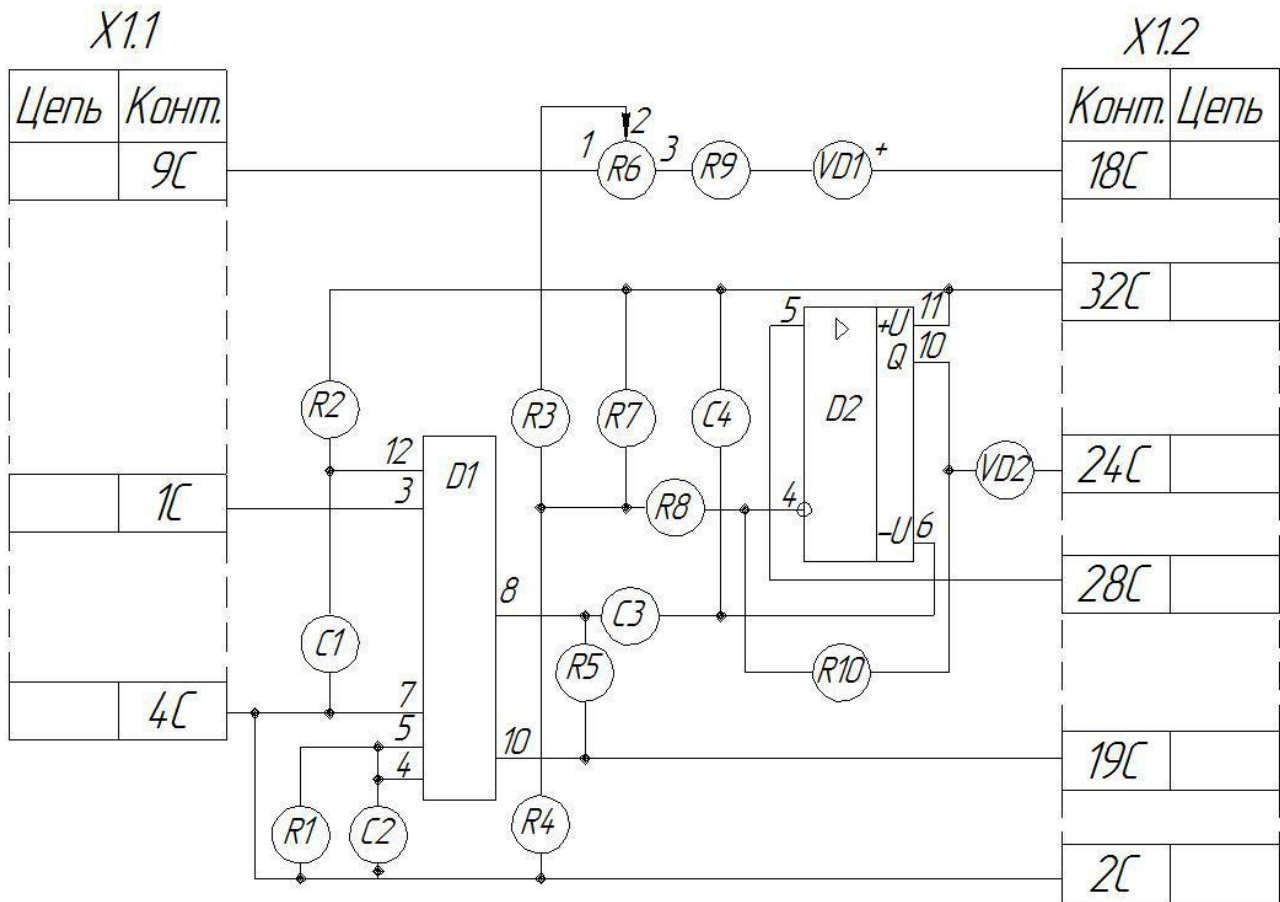 X1.1
X1.2
Цепь Конт.
Конт. Цепь
9С
1 2 3
R6
R9
VD1 +
18С
32С
5
+U 11
Q 10
R2
R3
R7
C4
D2
12
D1
3
1С
VD2
24С
R8
4
-U 6
28С
8
C3
C1
R5
R10
4С
7
5
4
10
19С
R1
C2
R4
2С